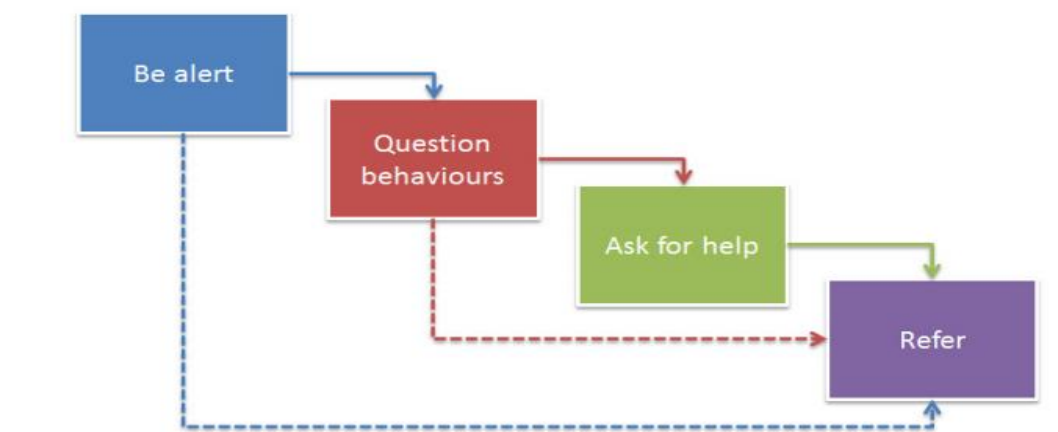 Be alert
Question
behaviours
Ask for help
Refer